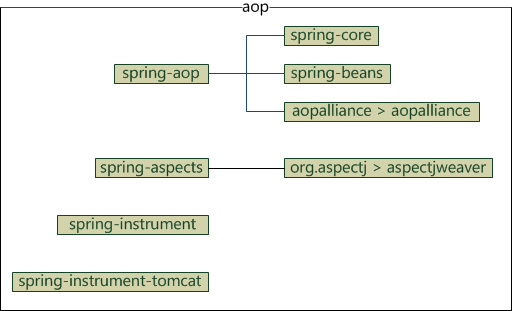 aop
spring-core
spring-aop
spring-beans
aopalliance > aopalliance
spring-aspects
org.aspectj > aspectjweaver
spring-instrument
spring-instrument-tomcat